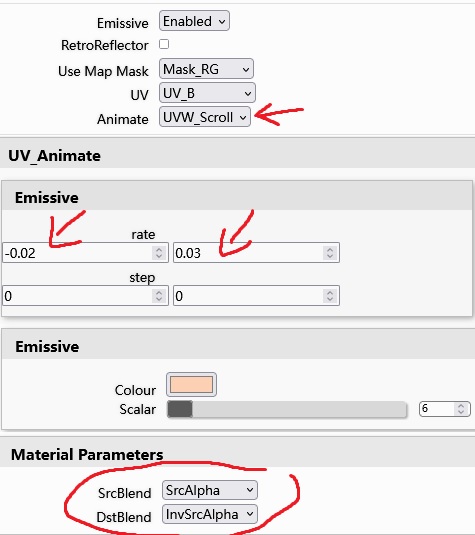 Emissive Enabled
RetroReflector
Use Map Mask Mask_RG
UV UV_B
Animate UVW_Scroll
UV_Animate
Emissive
rate
-0.02 0.03
step
0 0
Emissive
Colour
Scalar 6
Material Parameters
SrcBlend SrcAlpha
DstBlend InvSrcAlpha